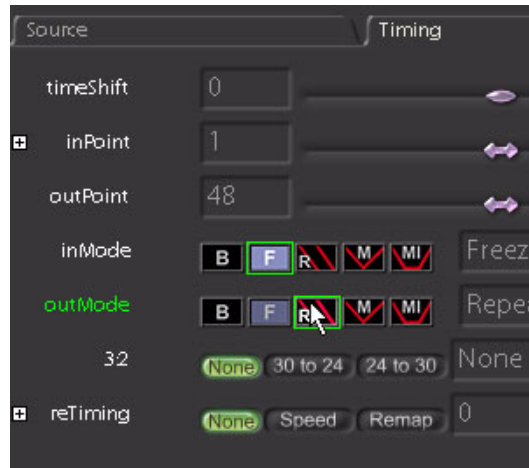 Source Timing
timeShift 0
inPoint 1
outPoint 48
inMode B F R M MI Freez
outMode B F R M MI Repea
3:2 None 30 to 24 24 to 30 None
reTiming None Speed Remap 0